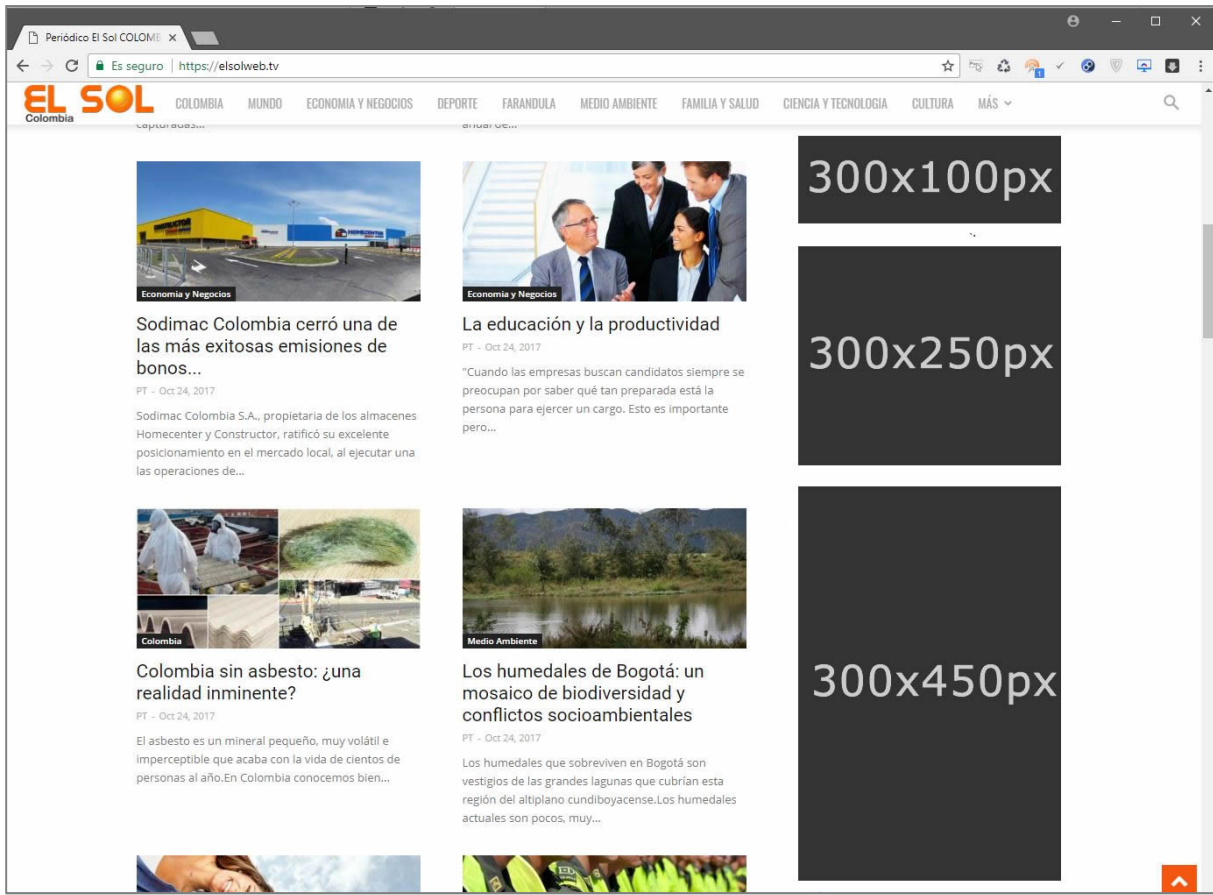 Periódico El Sol COLOMB
Es seguro | https://elsolweb.tv
1
EL SOL
Colombia
COLOMBIA MUNDO ECONOMIA Y NEGOCIOS DEPORTE FARANDULA MEDIO AMBIENTE FAMILIA Y SALUD CIENCIA Y TECNOLOGIA CULTURA MÁS
capturadas...
anual de...
CONSTRUCTOR
HOMECENTER
Economia y Negocios
Sodimac Colombia cerró una de
las más exitosas emisiones de
bonos...
PT - Oct 24, 2017
Sodimac Colombia S.A., propietaria de los almacenes
Homecenter y Constructor, ratificó su excelente
posicionamiento en el mercado local, al ejecutar una
las operaciones de...
Economia y Negocios
La educación y la productividad
PT - Oct 24, 2017
"Cuando las empresas buscan candidatos siempre se
preocupan por saber qué tan preparada está la
persona para ejercer un cargo. Esto es importante
pero...
Colombia
Colombia sin asbesto: ¿una
realidad inminente?
PT - Oct 24, 2017
El asbesto es un mineral pequeño, muy volátil e
imperceptible que acaba con la vida de cientos de
personas al año.En Colombia conocemos bien...
Medio Ambiente
Los humedales de Bogotá: un
mosaico de biodiversidad y
conflictos socioambientales
PT - Oct 24, 2017
Los humedales que sobreviven en Bogotá son
vestigios de las grandes lagunas que cubrían esta
región del altiplano cundiboyacense.Los humedales
actuales son pocos, muy...
300x100px
300x250px
300x450px